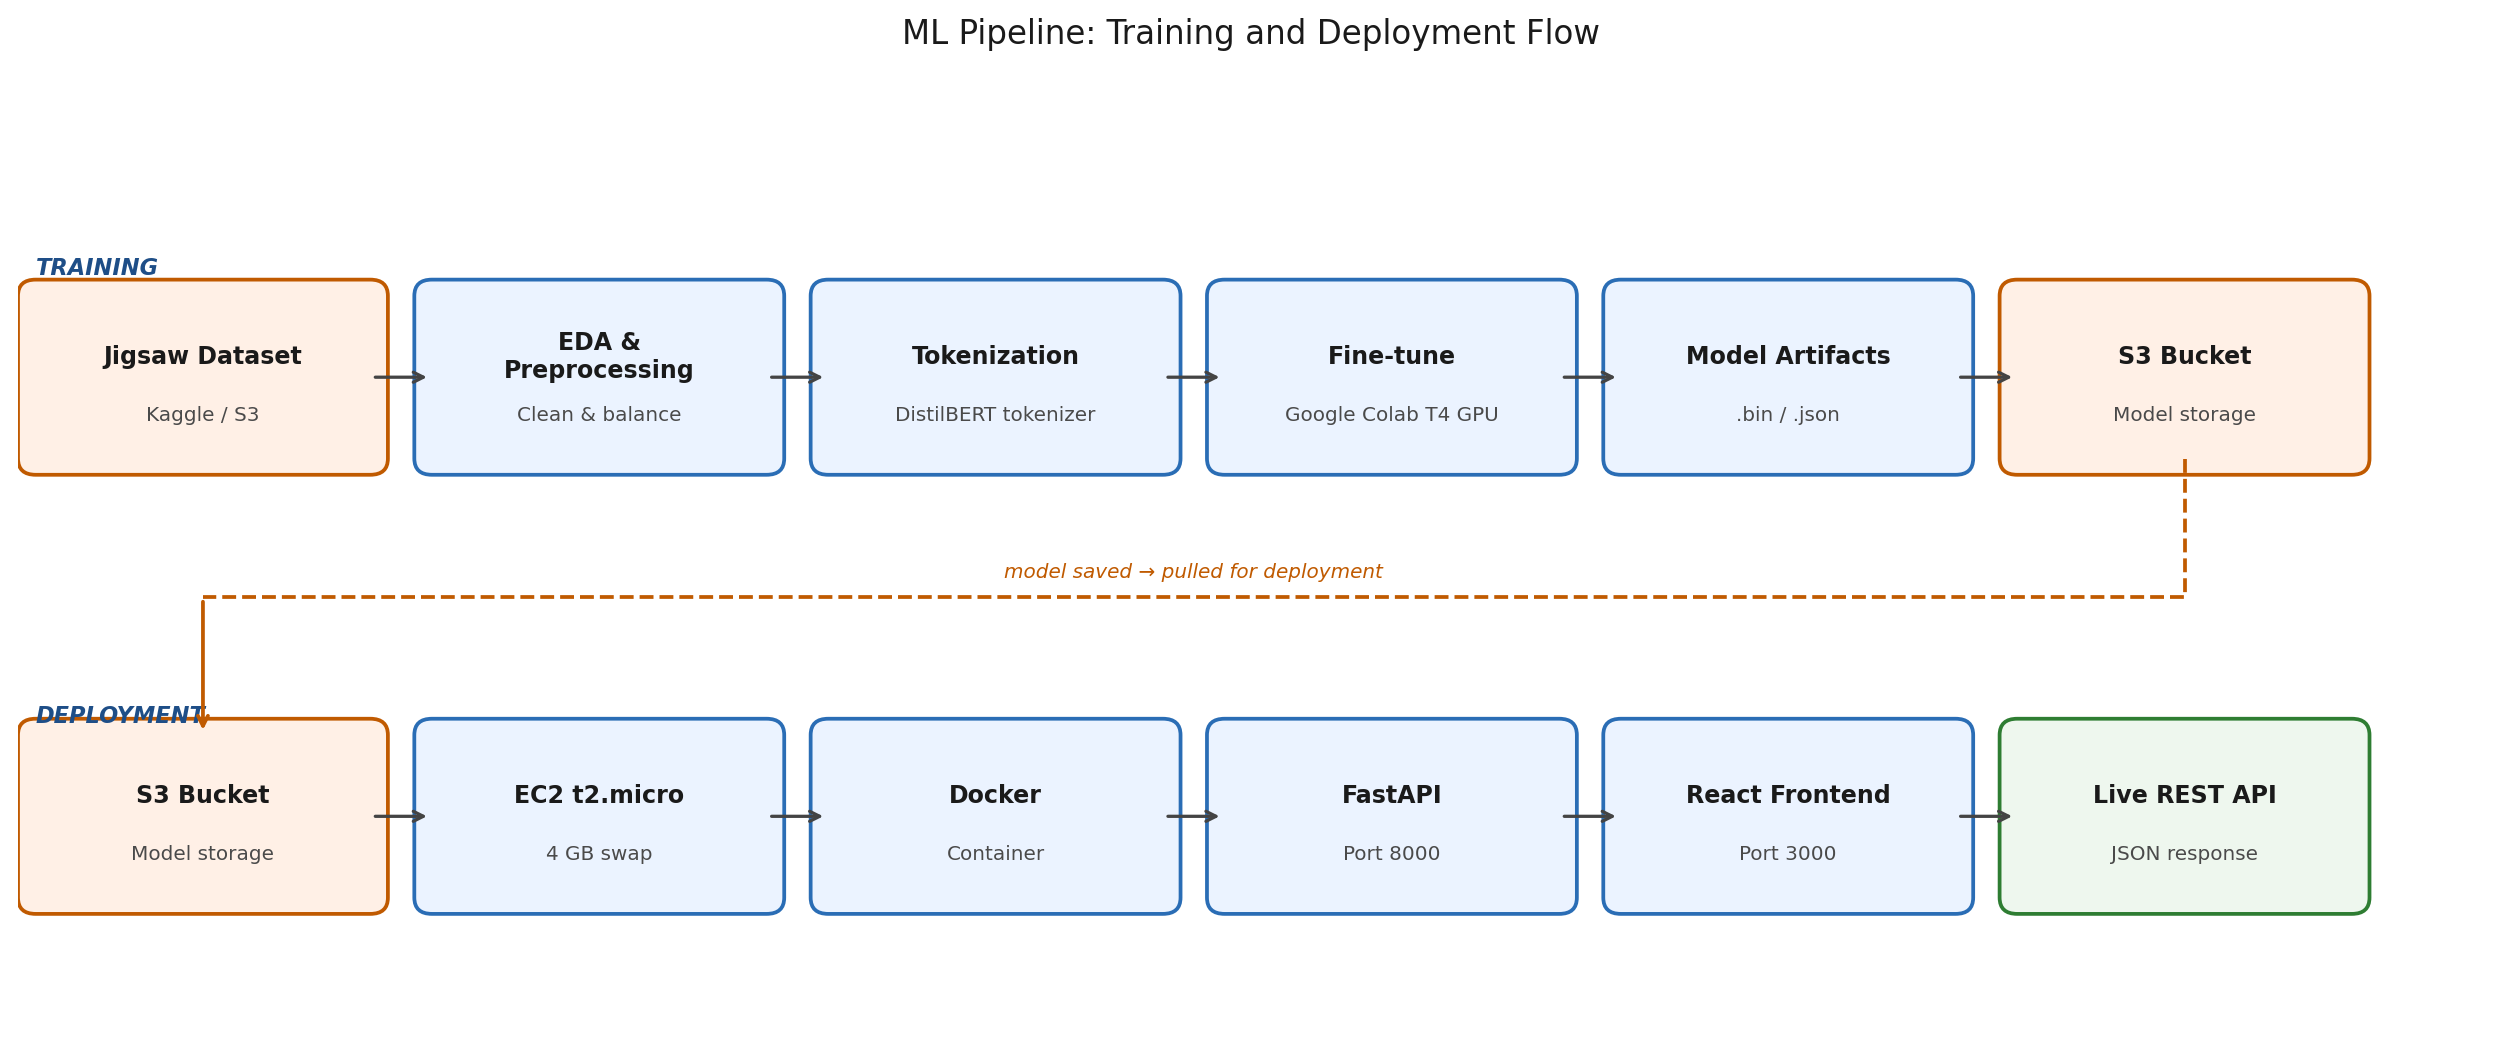 ML Pipeline: Training and Deployment Flow
TRAINING
Jigsaw Dataset
Kaggle / S3
EDA &
Preprocessing
Clean & balance
Tokenization
DistilBERT tokenizer
Fine-tune
Google Colab T4 GPU
Model Artifacts
.bin / .json
S3 Bucket
Model storage
model saved → pulled for deployment
DEPLOYMENT
S3 Bucket
Model storage
EC2 t2.micro
4 GB swap
Docker
Container
FastAPI
Port 8000
React Frontend
Port 3000
Live REST API
JSON response